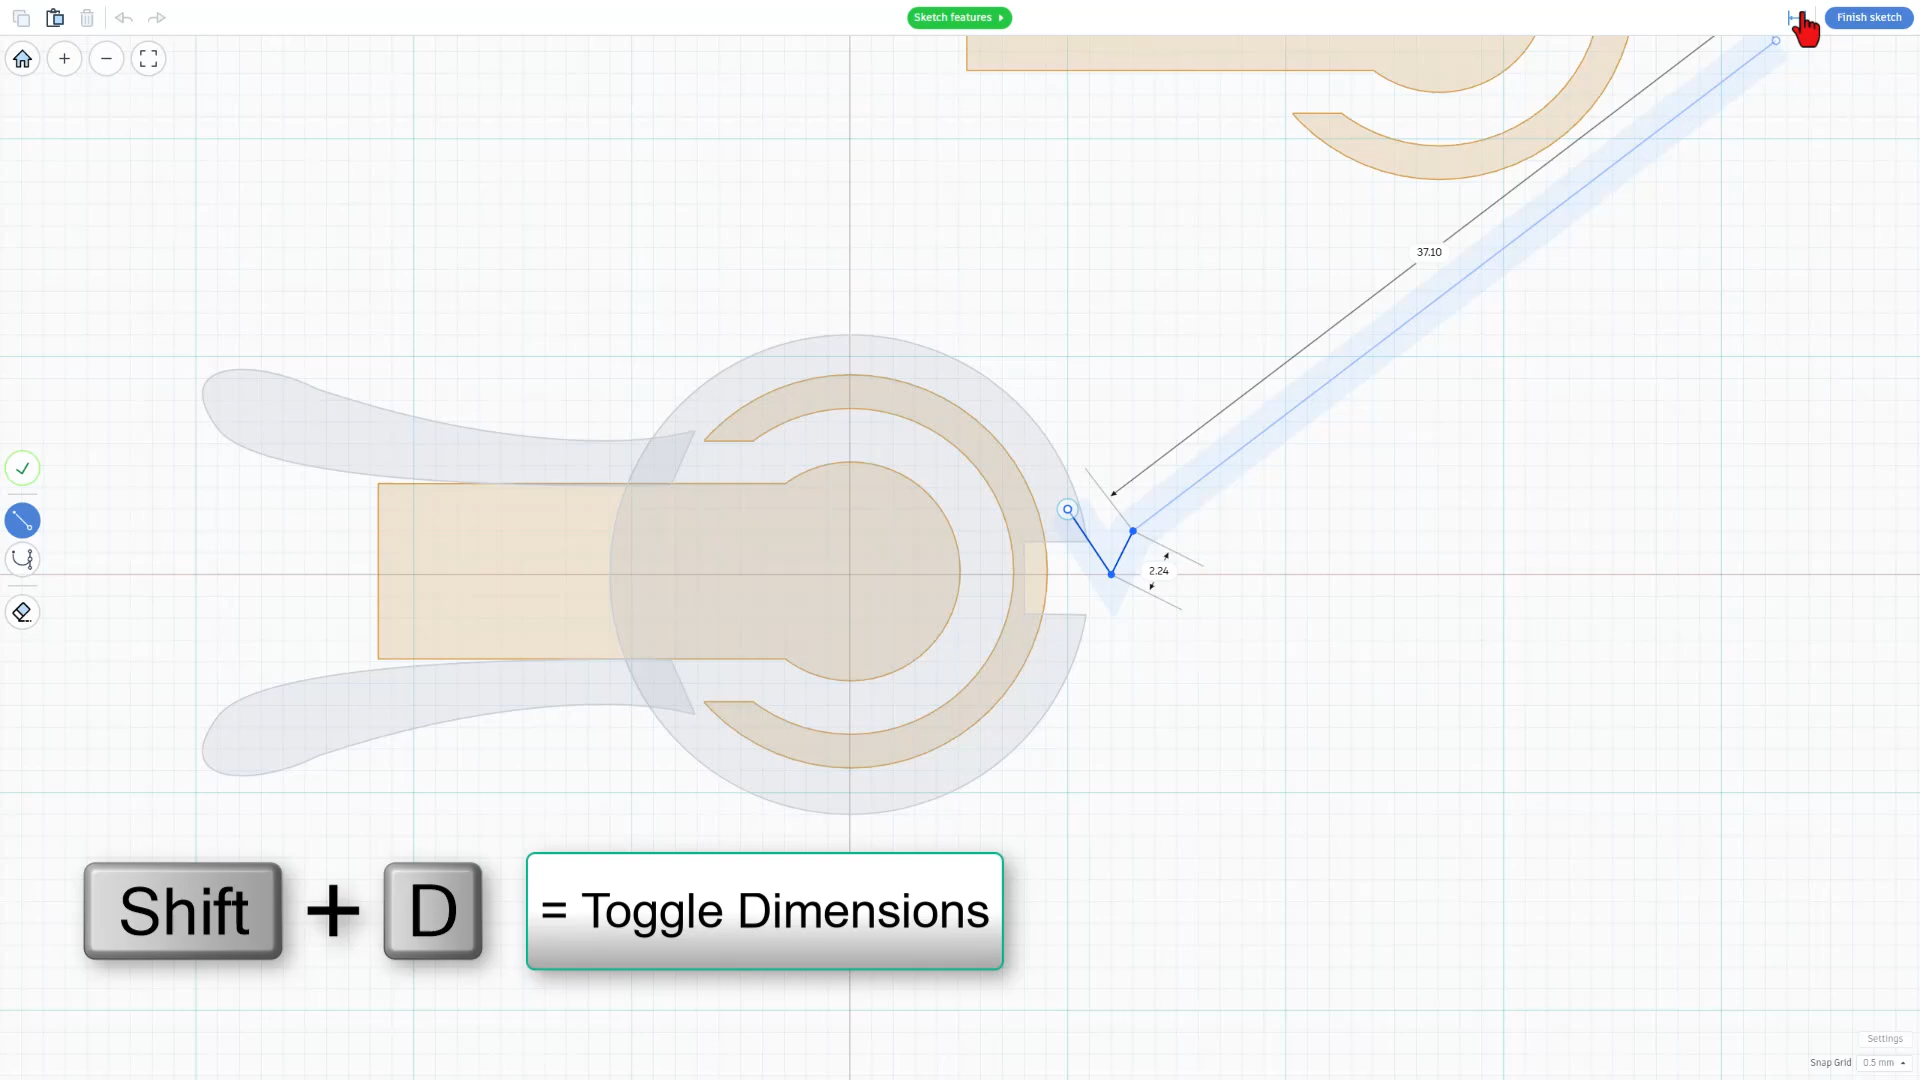 Sketch features
Finish sketch
37.10
2.24
Shift + D = Toggle Dimensions
Settings
Snap Grid 0.5 mm